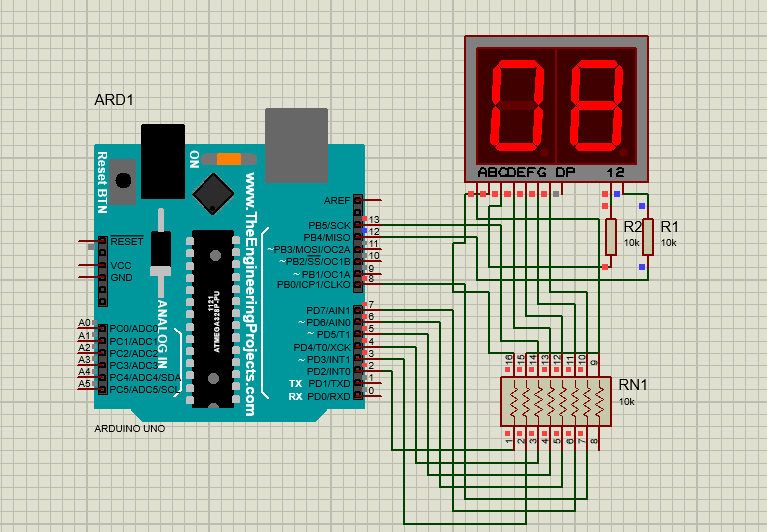 ARD1
ABCDEFG DP
12
Reset BTN
ON
www.TheEngineeringProjects.com
1121
ATMEGA328P-PU
ANALOG IN
RESET
VCC
GND
A0
A1
A2
A3
A4
A5
PC0/ADC0
PC1/ADC1
PC2/ADC2
PC3/ADC3
PC4/ADC4/SDA
PC5/ADC5/SCL
ARDUINO UNO
AREF
PB5/SCK 13
PB4/MISO 12
~PB3/MOSI/OC2A 11
~PB2/SS/OC1B 10
~PB1/OC1A 9
PB0/ICP1/CLKO 8
PD7/AIN1 7
~PD6/AIN0 6
~PD5/T1 5
PD4/T0/XCK 4
~PD3/INT1 3
PD2/INT0 2
TX PD1/TXD 1
RX PD0/RXD 0
R2
10k
R1
10k
16 15 14 13 12 11 10 9
RN1
10k
1 2 3 4 5 6 7 8